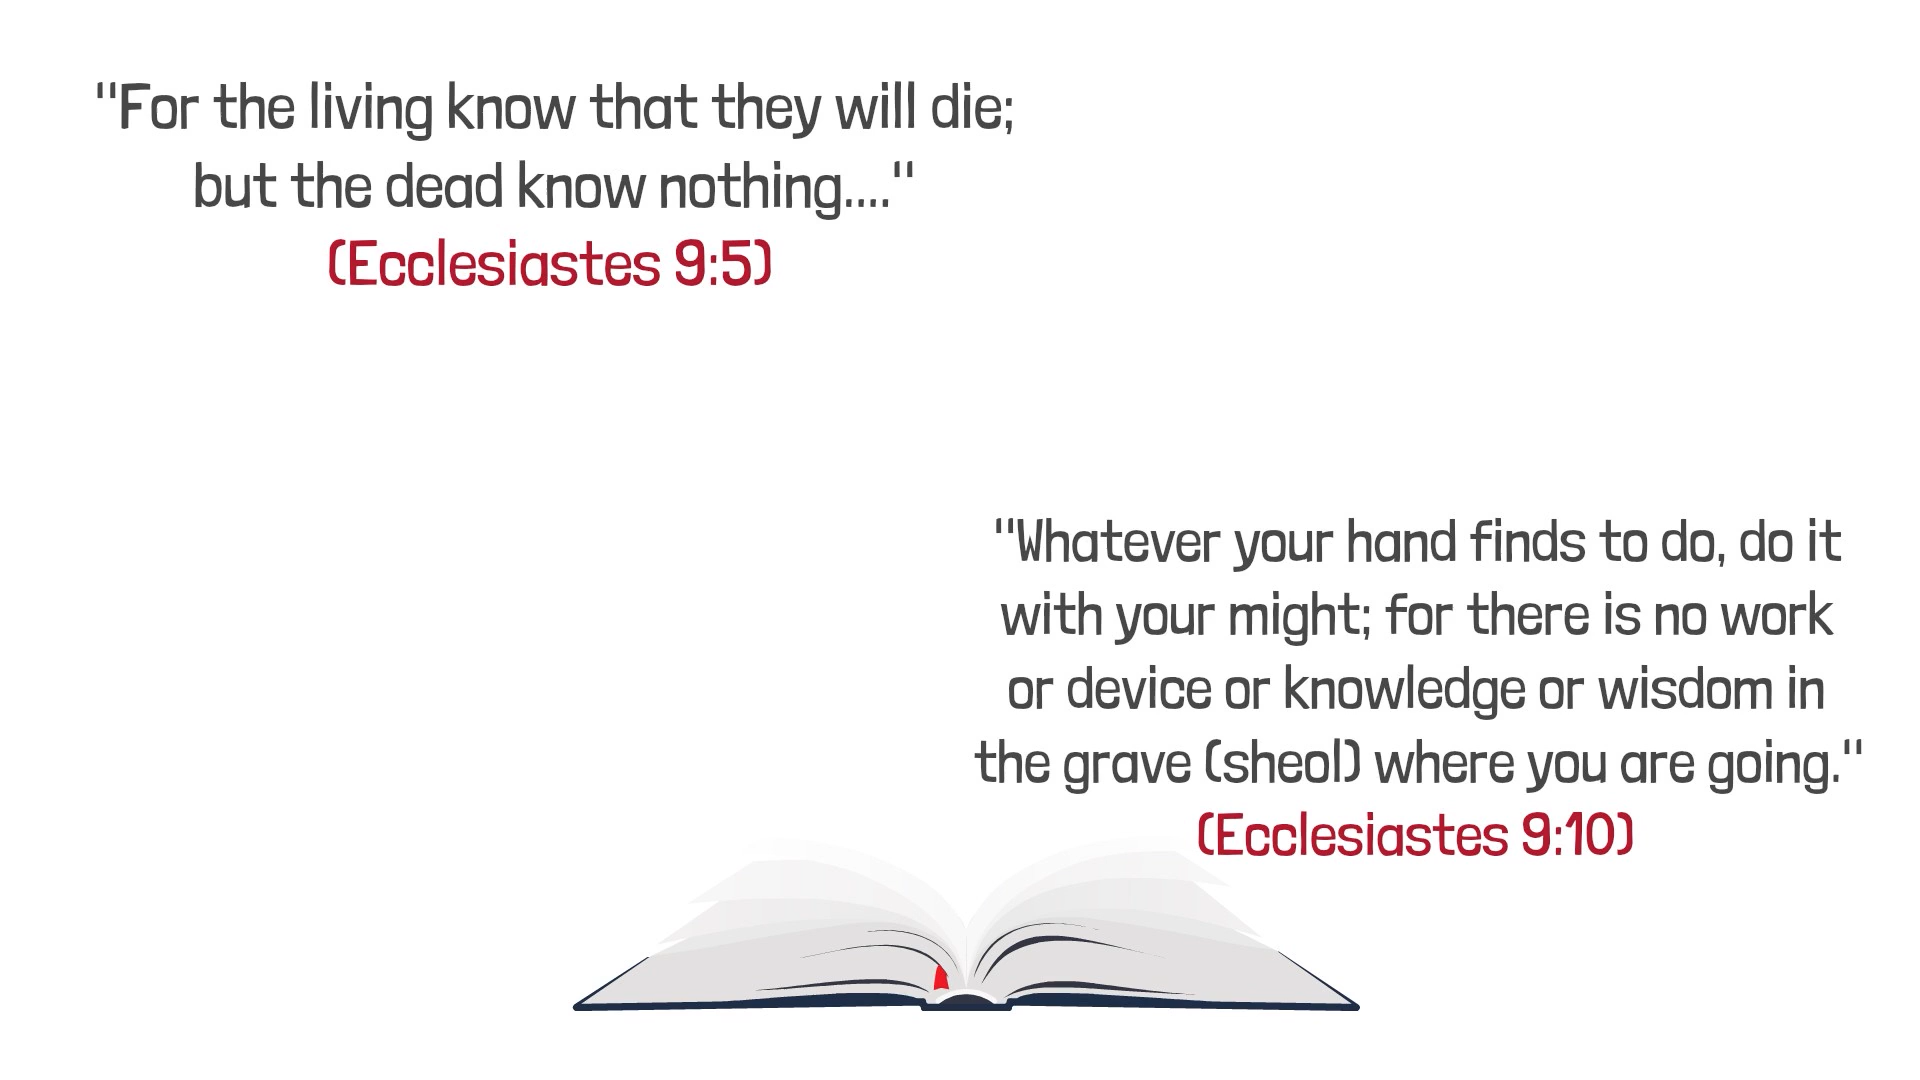 "For the living know that they will die;
but the dead know nothing...."
(Ecclesiastes 9:5)
"Whatever your hand finds to do, do it
with your might; for there is no work
or device or knowledge or wisdom in
the grave (sheol) where you are going."
(Ecclesiastes 9:10)